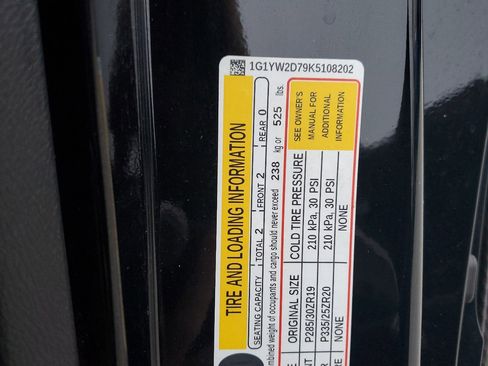 1G1YW2D79K5108202
TIRE AND LOADING INFORMATION
SEATING CAPACITY TOTAL 2 FRONT 2 REAR 0
combined weight of occupants and cargo should never exceed 238 kg or 525 lbs.
ORIGINAL SIZE COLD TIRE PRESSURE
P285/30ZR19 210 kPa, 30 PSI
P335/25ZR20 210 kPa, 30 PSI
NONE NONE
SEE OWNER'S
MANUAL FOR
ADDITIONAL
INFORMATION